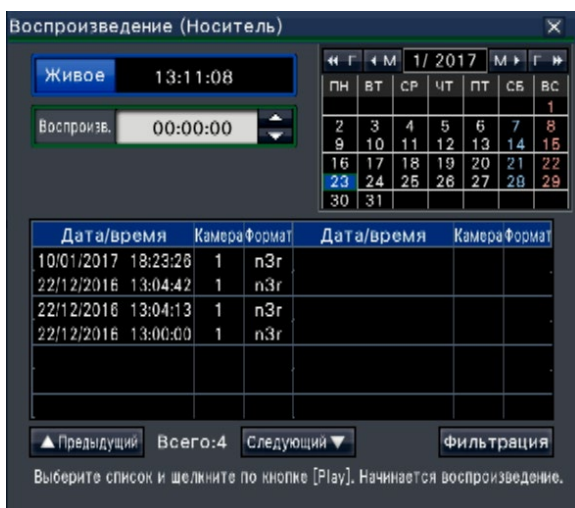 Воспроизведение (Носитель)
Живое 13:11:08
Воспроизв. 00:00:00
Г М 1/ 2017 М Г
ПН ВТ СР ЧТ ПТ СБ ВС
1
2 3 4 5 6 7 8
9 10 11 12 13 14 15
16 17 18 19 20 21 22
23 24 25 26 27 28 29
30 31
Дата/время Камера Формат Дата/время Камера Формат
10/01/2017 18:23:26 1 n3r
22/12/2016 13:04:42 1 n3r
22/12/2016 13:04:13 1 n3r
22/12/2016 13:00:00 1 n3r
Предыдущий Всего:4 Следующий Фильтрация
Выберите список и шелкните по кнопке [Play]. Начинается воспроизведение.